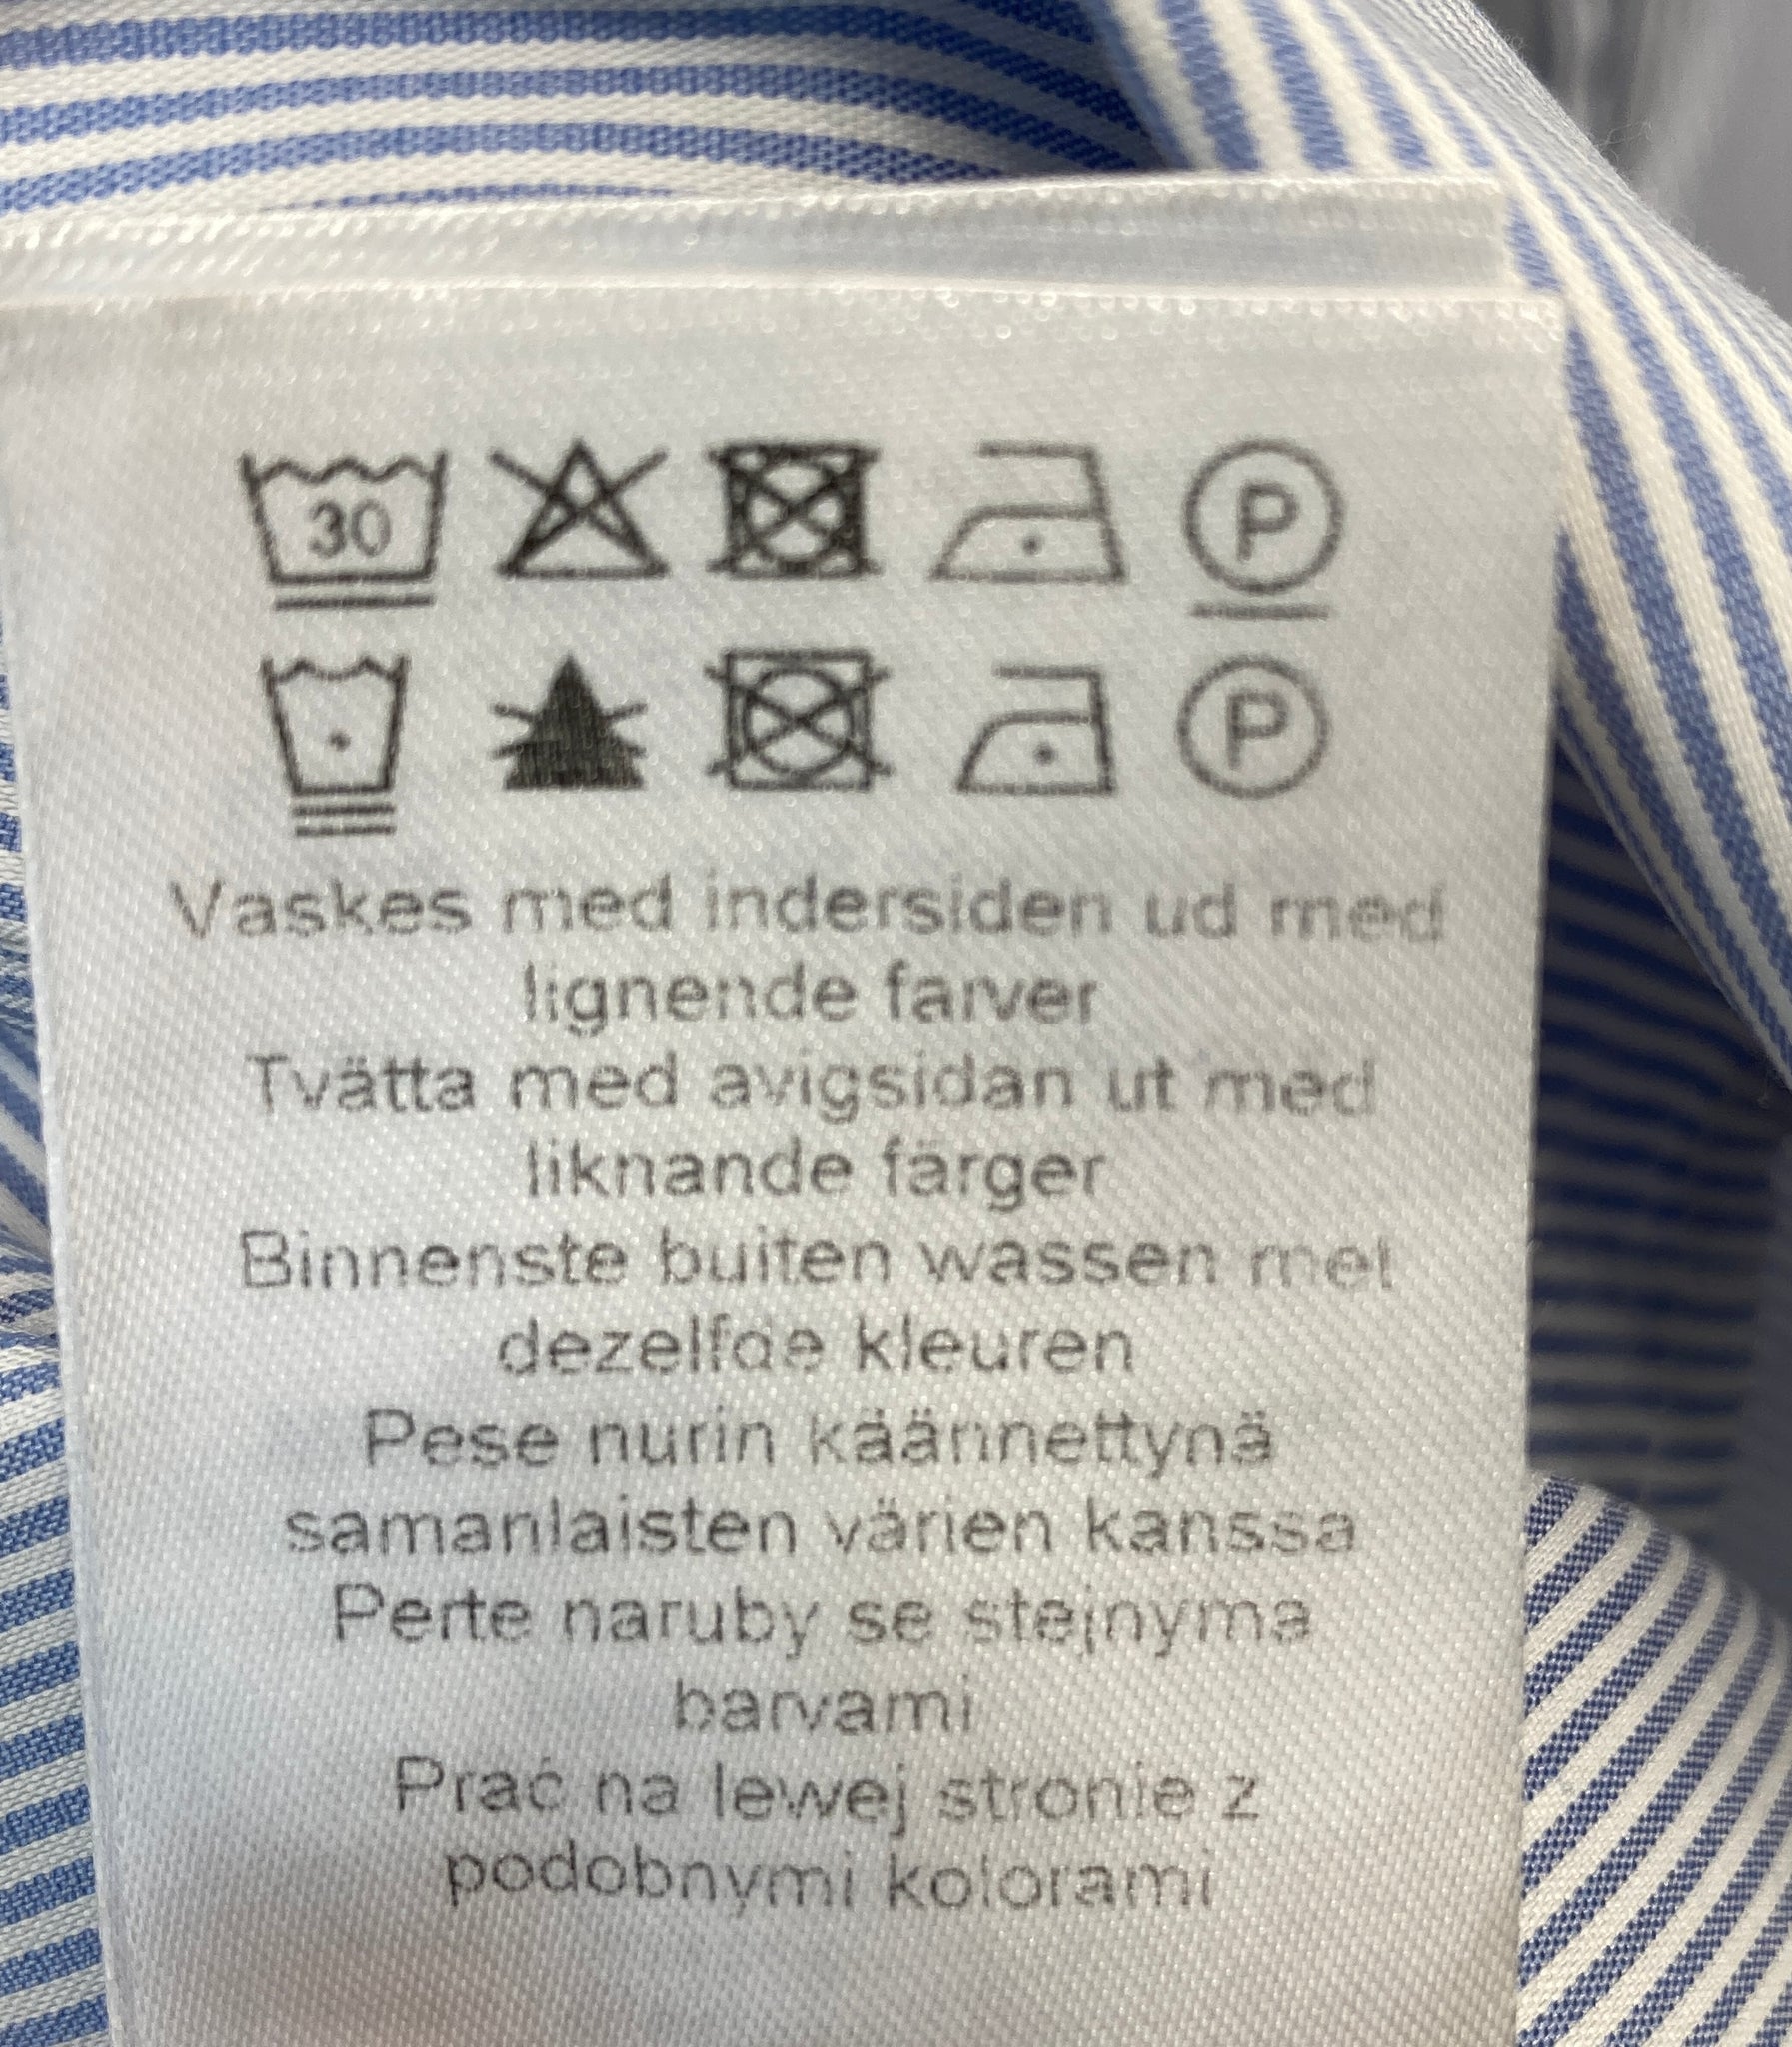 30
P
P
Vaskes med indersiden ud med
lignende farver
Tvätta med avigsidan ut med
liknande färger
Binnenste buiten wassen met
dezelfde kleuren
Pese nurin käännettynä
samanlaisten värien kanssa
Perte naruby se stejnyma
barvami
Prać na lewej stronie z
podobnymi kolorami